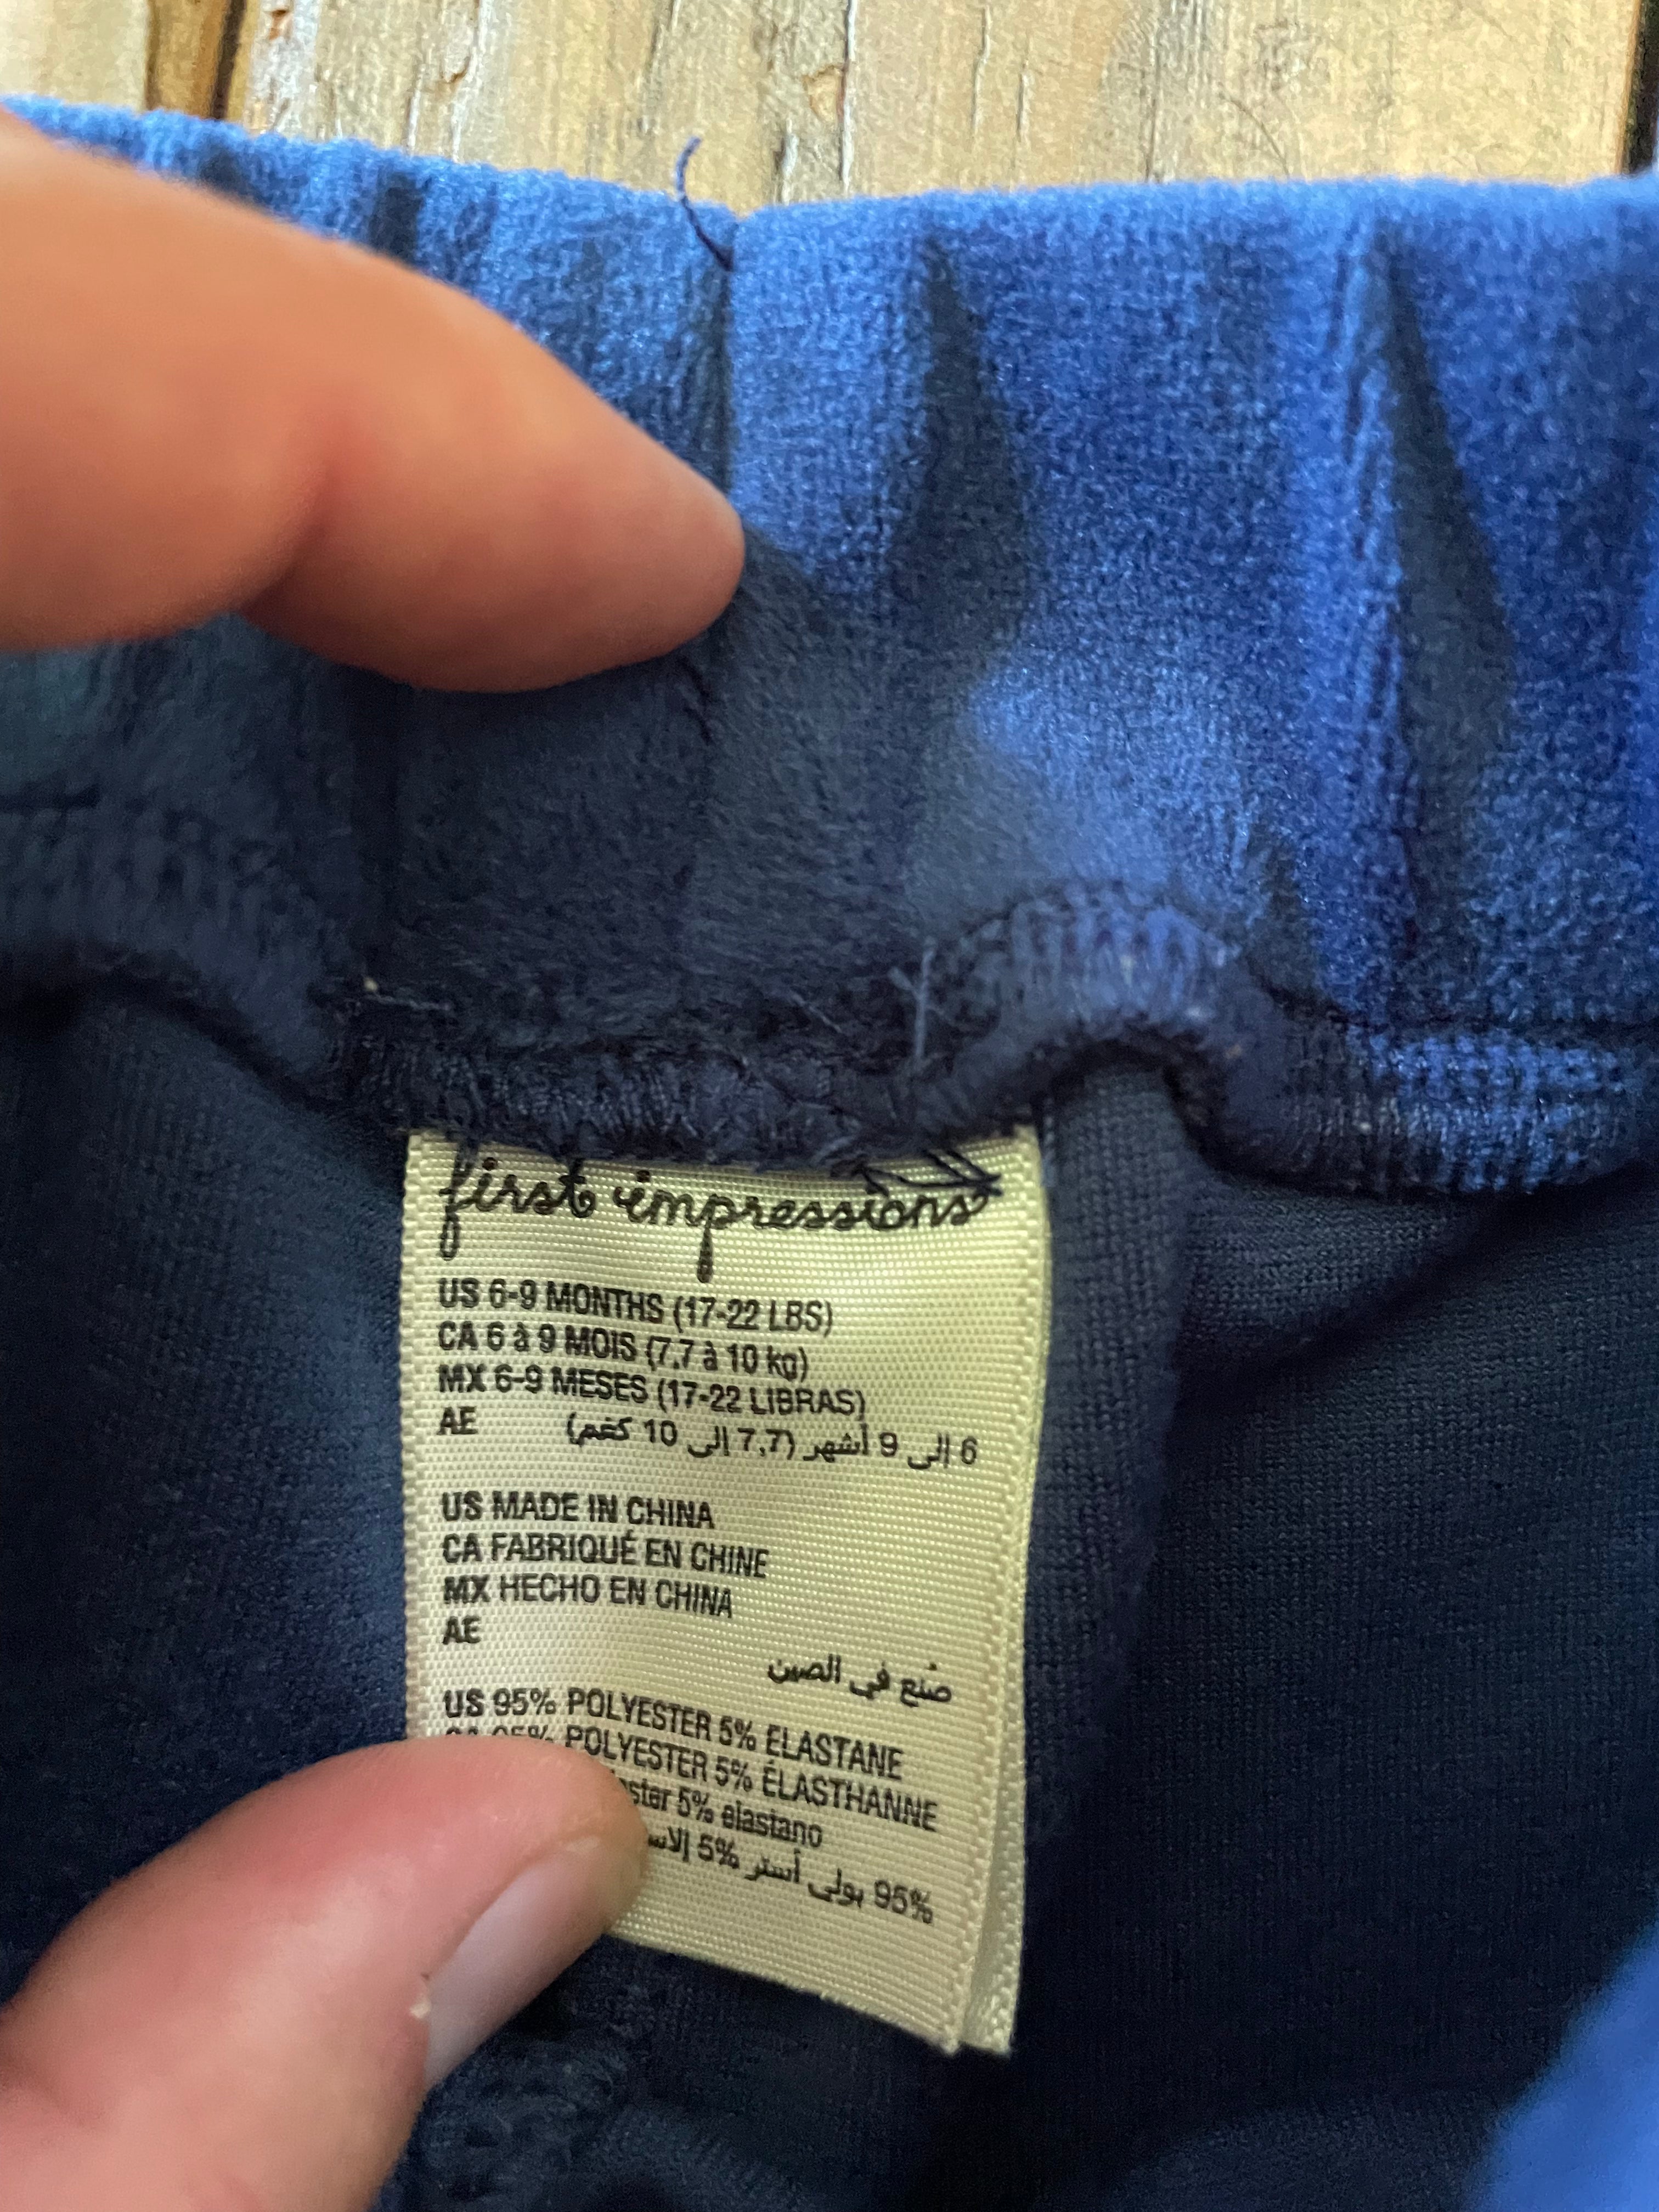 first impressions
US 6-9 MONTHS (17-22 LBS)
CA 6 à 9 MOIS (7,7 à 10 kg)
MX 6-9 MESES (17-22 LIBRAS)
AE 6 إلى 9 أشهر (7,7 إلى 10 كغم)
US MADE IN CHINA
CA FABRIQUÉ EN CHINE
MX HECHO EN CHINA
AE
صُنع في الصين
US 95% POLYESTER 5% ELASTANE
CA 95% POLYESTER 5% ÉLASTHANNE
5% elastano
95% بولي أستر 5%